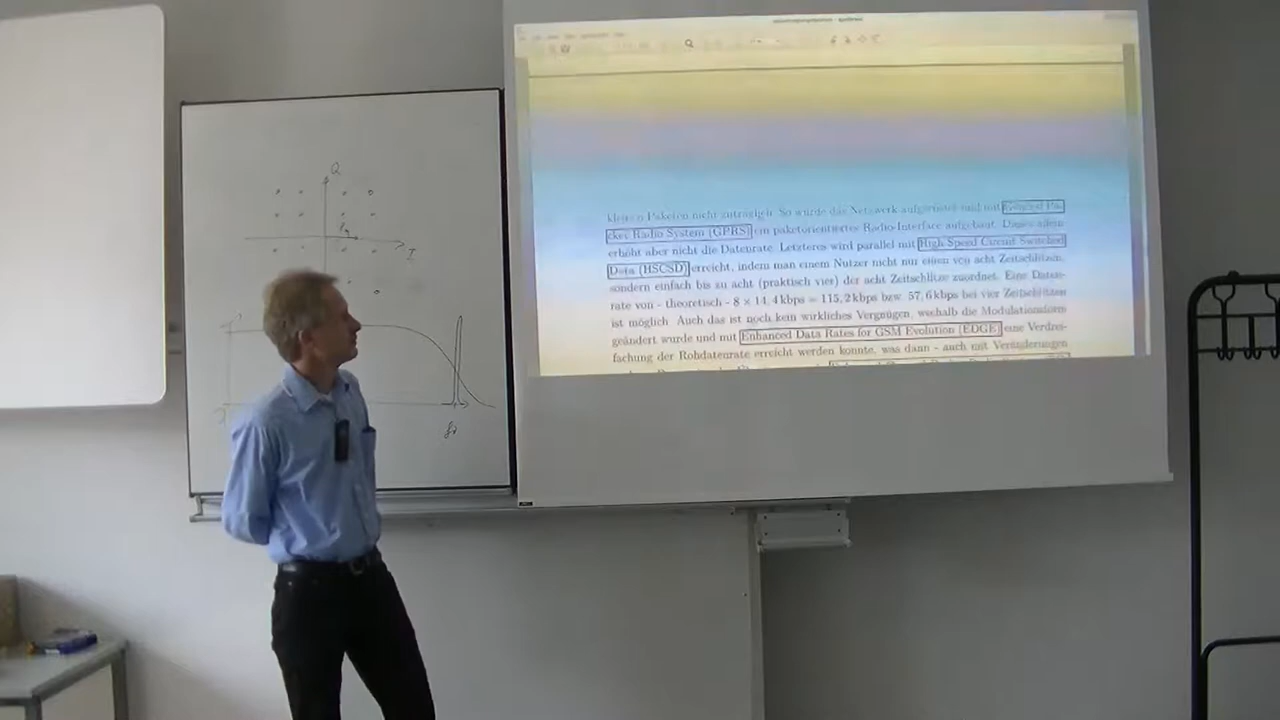 Q
I
kleinen Paketen nicht zuträglich. So wurde das Netzwerk aufgerüstet und mit General Pa-
cket Radio System (GPRS) ein paketorientiertes Radio-Interface aufgebaut. Dieses allein
erhöht aber nicht die Datenrate. Letzteres wird parallel mit High Speed Circuit Switched
Data (HSCSD) erreicht, indem man einem Nutzer nicht nur einen von acht Zeitschlitzen,
sondern einfach bis zu acht (praktisch vier) der acht Zeitschlitze zuordnet. Eine Daten-
rate von - theoretisch - 8 × 14,4 kbps = 115,2 kbps bzw. 57,6 kbps bei vier Zeitschlitzen
ist möglich. Auch das ist noch kein wirkliches Vergnügen, weshalb die Modulationsform
geändert wurde und mit Enhanced Data Rates for GSM Evolution (EDGE) eine Verdrei-
fachung der Rohdatenrate erreicht werden konnte, was dann - auch mit Veränderungen